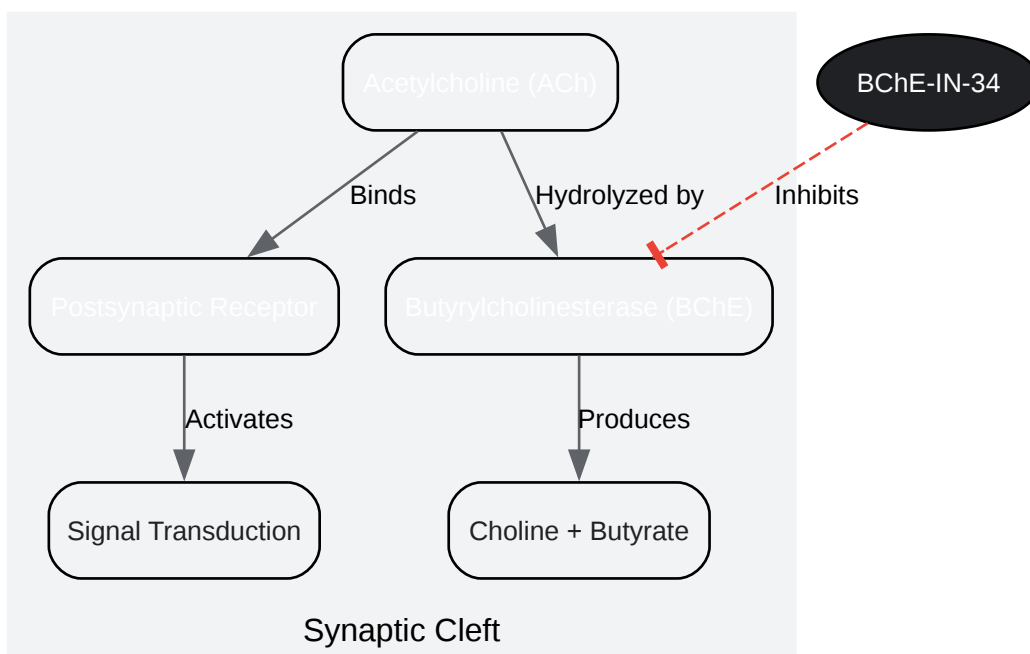 Acetylcholine (ACh)
BChE-IN-34
Binds
Hydrolyzed by
Inhibits
Postsynaptic Receptor
Butyrylcholinesterase (BChE)
Activates
Produces
Signal Transduction
Choline + Butyrate
Synaptic Cleft